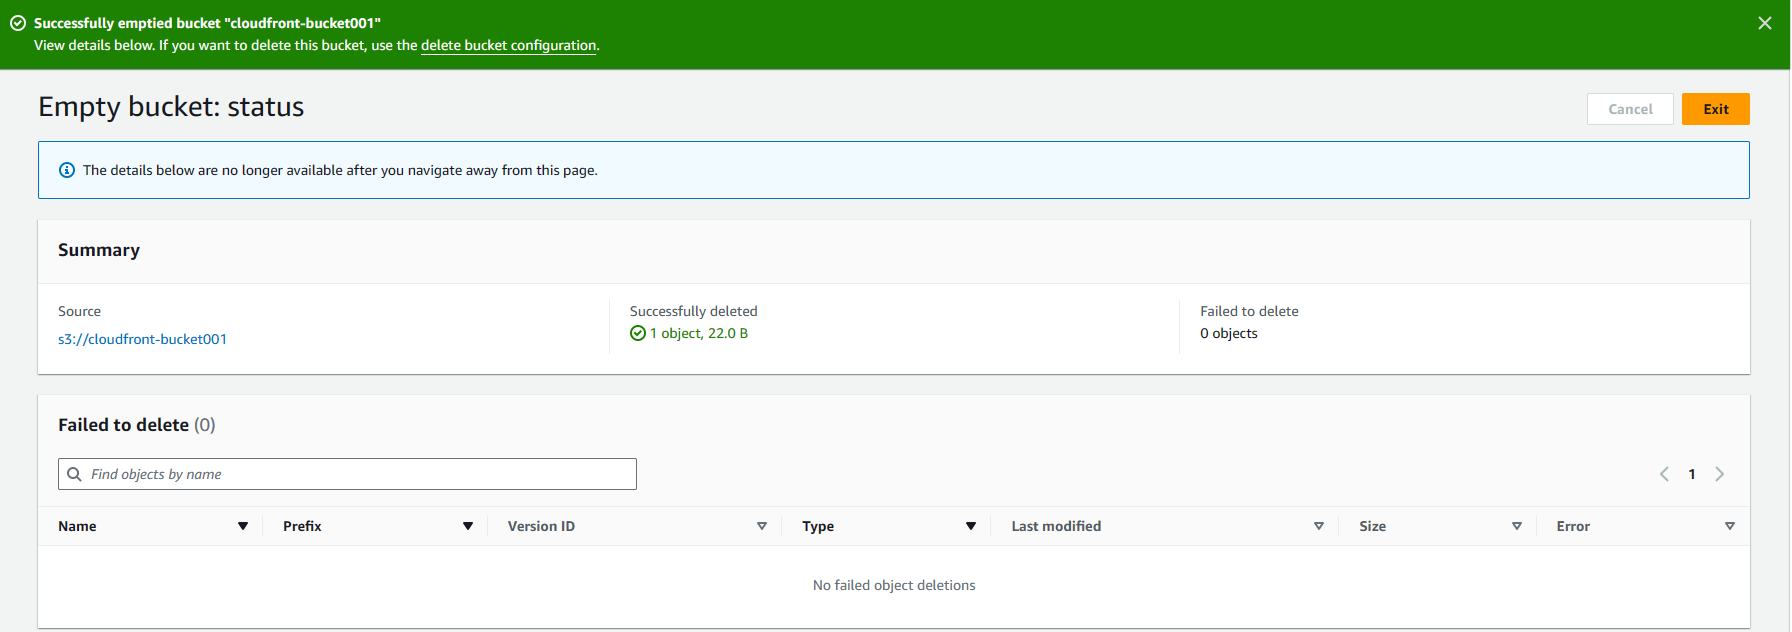 Successfully emptied bucket "cloudfront-bucket001"
View details below. If you want to delete this bucket, use the delete bucket configuration.
Empty bucket: status
Cancel
Exit
The details below are no longer available after you navigate away from this page.
Summary
Source
s3://cloudfront-bucket001
Successfully deleted
1 object, 22.0 B
Failed to delete
0 objects
Failed to delete (0)
Find objects by name
1
Name Prefix Version ID Type Last modified Size Error
No failed object deletions